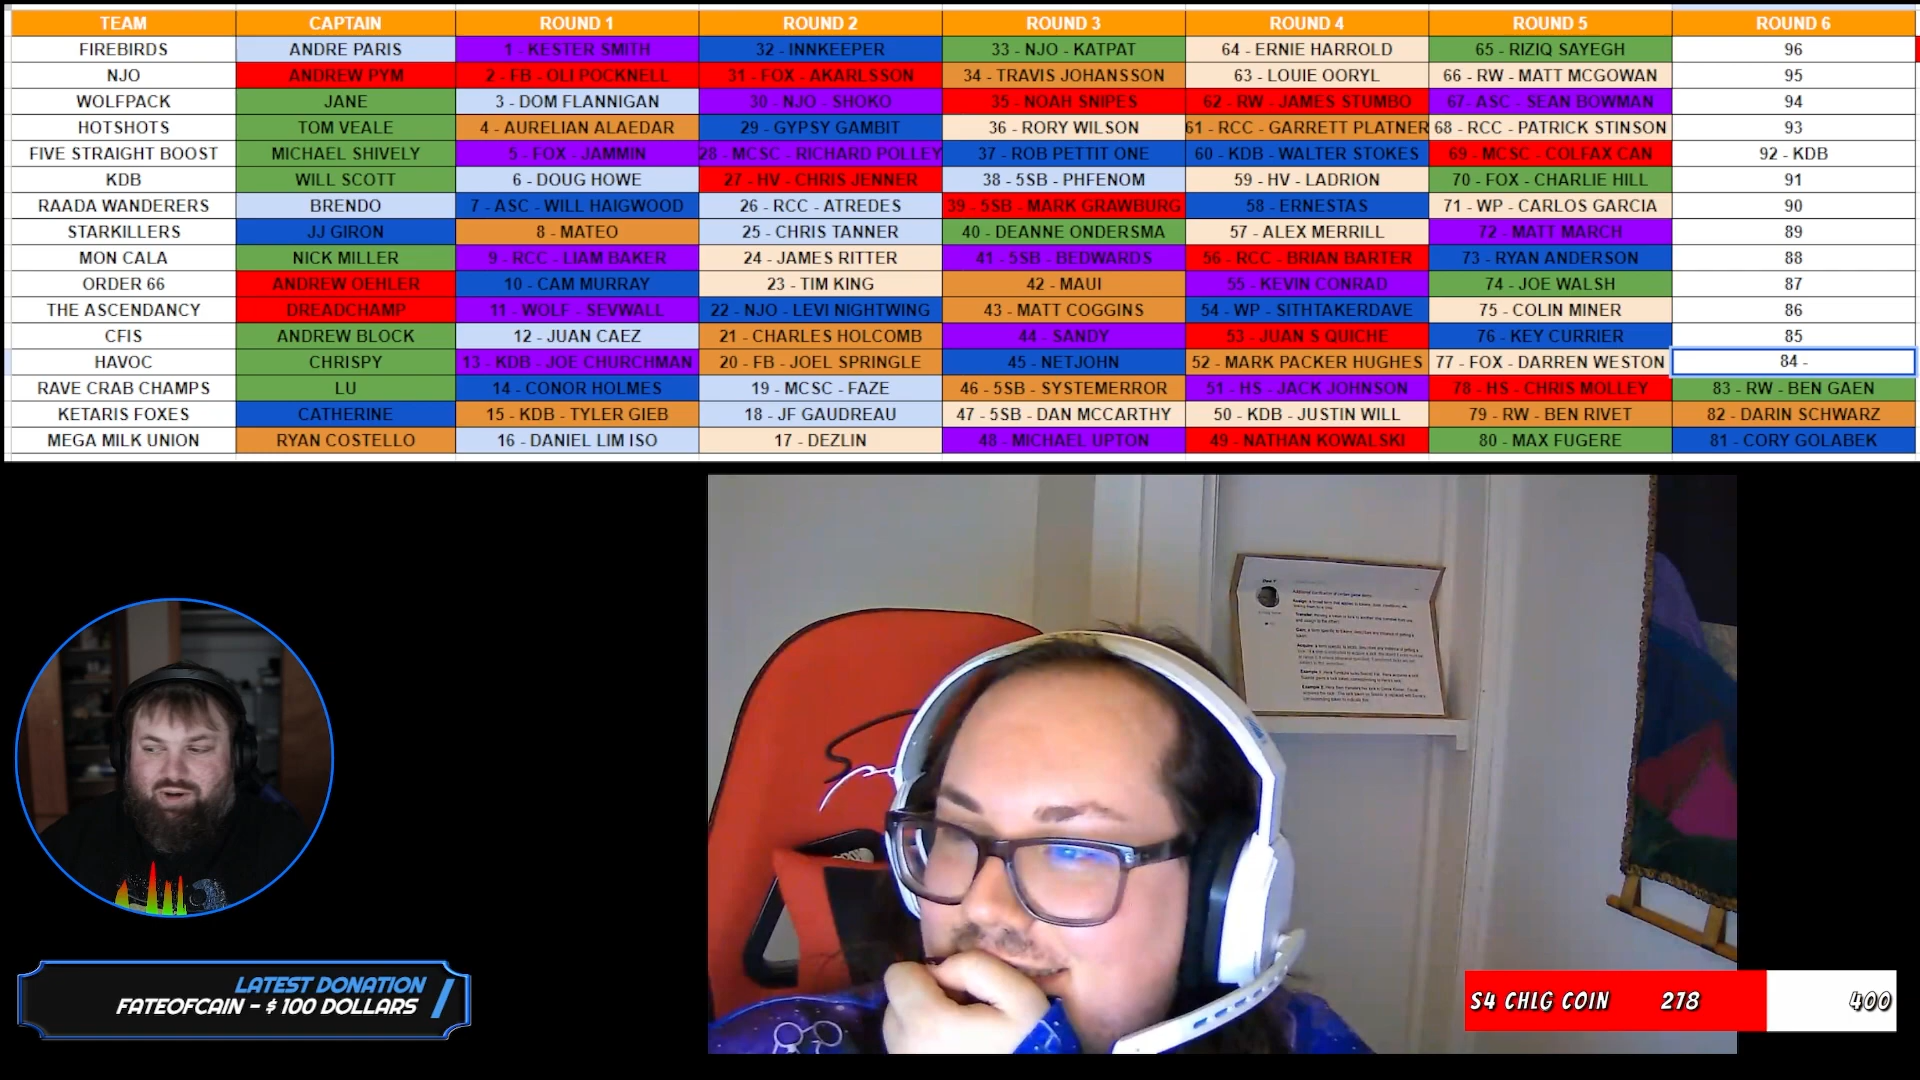 TEAM CAPTAIN ROUND 1 ROUND 2 ROUND 3 ROUND 4 ROUND 5 ROUND 6
FIREBIRDS ANDRE PARIS 1 - KESTER SMITH 32 - INNKEEPER 33 - NJO - KATPAT 64 - ERNIE HARROLD 65 - RIZIQ SAYEGH 96
NJO ANDREW PYM 2 - FB - OLI POCKNELL 31 - FOX - AKARLSSON 34 - TRAVIS JOHANSSON 63 - LOUIE OORYL 66 - RW - MATT MCGOWAN 95
WOLFPACK JANE 3 - DOM FLANNIGAN 30 - NJO - SHOKO 35 - NOAH SNIPES 62 - RW - JAMES STUMBO 67- ASC - SEAN BOWMAN 94
HOTSHOTS TOM VEALE 4 - AURELIAN ALAEDAR 29 - GYPSY GAMBIT 36 - RORY WILSON 61 - RCC - GARRETT PLATNER 68 - RCC - PATRICK STINSON 93
FIVE STRAIGHT BOOST MICHAEL SHIVELY 5 - FOX - JAMMIN 28 - MCSC - RICHARD POLLEY 37 - ROB PETTIT ONE 60 - KDB - WALTER STOKES 69 - MCSC - COLFAX CAN 92 - KDB
KDB WILL SCOTT 6 - DOUG HOWE 27 - HV - CHRIS JENNER 38 - 5SB - PHFENOM 59 - HV - LADRION 70 - FOX - CHARLIE HILL 91
RAADA WANDERERS BRENDO 7 - ASC - WILL HAIGWOOD 26 - RCC - ATREDES 39 - 5SB - MARK GRAWBURG 58 - ERNESTAS 71 - WP - CARLOS GARCIA 90
STARKILLERS JJ GIRON 8 - MATEO 25 - CHRIS TANNER 40 - DEANNE ONDERSMA 57 - ALEX MERRILL 72 - MATT MARCH 89
MON CALA NICK MILLER 9 - RCC - LIAM BAKER 24 - JAMES RITTER 41 - 5SB - BEDWARDS 56 - RCC - BRIAN BARTER 73 - RYAN ANDERSON 88
ORDER 66 ANDREW OEHLER 10 - CAM MURRAY 23 - TIM KING 42 - MAUI 55 - KEVIN CONRAD 74 - JOE WALSH 87
THE ASCENDANCY DREADCHAMP 11 - WOLF - SEVWALL 22 - NJO - LEVI NIGHTWING 43 - MATT COGGINS 54 - WP - SITHTAKERDAVE 75 - COLIN MINER 86
CFIS ANDREW BLOCK 12 - JUAN CAEZ 21 - CHARLES HOLCOMB 44 - SANDY 53 - JUAN S QUICHE 76 - KEY CURRIER 85
HAVOC CHRISPY 13 - KDB - JOE CHURCHMAN 20 - FB - JOEL SPRINGLE 45 - NETJOHN 52 - MARK PACKER HUGHES 77 - FOX - DARREN WESTON 84 -
RAVE CRAB CHAMPS LU 14 - CONOR HOLMES 19 - MCSC - FAZE 46 - 5SB - SYSTEMERROR 51 - HS - JACK JOHNSON 78 - HS - CHRIS MOLLEY 83 - RW - BEN GAEN
KETARIS FOXES CATHERINE 15 - KDB - TYLER GIEB 18 - JF GAUDREAU 47 - 5SB - DAN MCCARTHY 50 - KDB - JUSTIN WILL 79 - RW - BEN RIVET 82 - DARIN SCHWARZ
MEGA MILK UNION RYAN COSTELLO 16 - DANIEL LIM ISO 17 - DEZLIN 48 - MICHAEL UPTON 49 - NATHAN KOWALSKI 80 - MAX FUGERE 81 - CORY GOLABEK
LATEST DONATION
FATEOFCAIN - $ 100 DOLLARS
S4 CHLG COIN 278 400